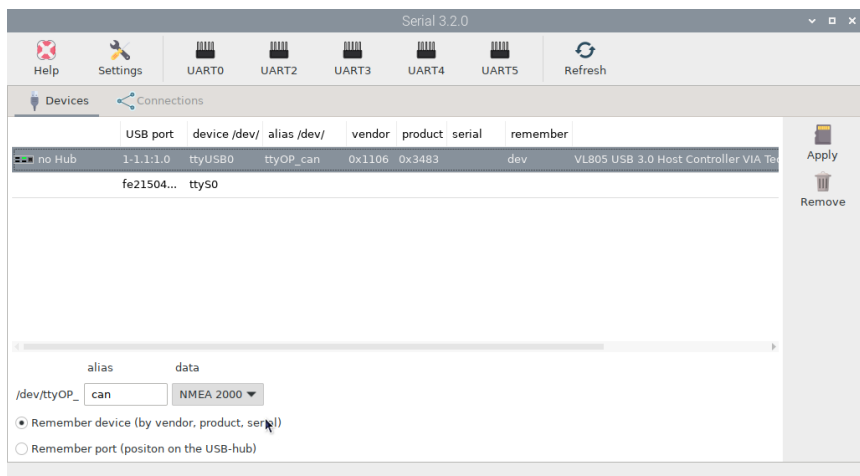 Serial 3.2.0
Help Settings UART0 UART2 UART3 UART4 UART5 Refresh
Devices Connections
USB port device /dev/ alias /dev/ vendor product serial remember
no Hub 1-1.1:1.0 ttyUSB0 ttyOP_can 0x1106 0x3483 dev VL805 USB 3.0 Host Controller VIA Tec
fe21504... ttyS0
Apply
Remove
alias data
/dev/ttyOP_ can NMEA 2000
Remember device (by vendor, product, serial)
Remember port (positon on the USB-hub)